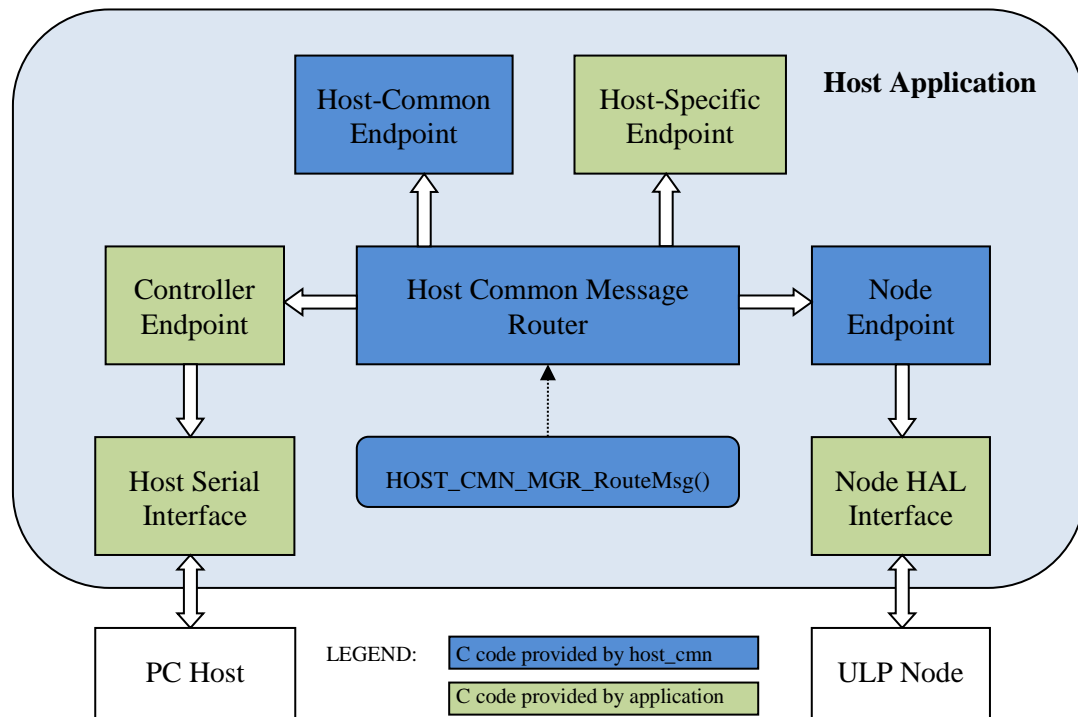 Host Application
Host-Common
Endpoint
Host-Specific
Endpoint
Controller
Endpoint
Host Common Message
Router
Node
Endpoint
Host Serial
Interface
HOST_CMN_MGR_RouteMsg()
Node HAL
Interface
PC Host
LEGEND:
C code provided by host_cmn
C code provided by application
ULP Node